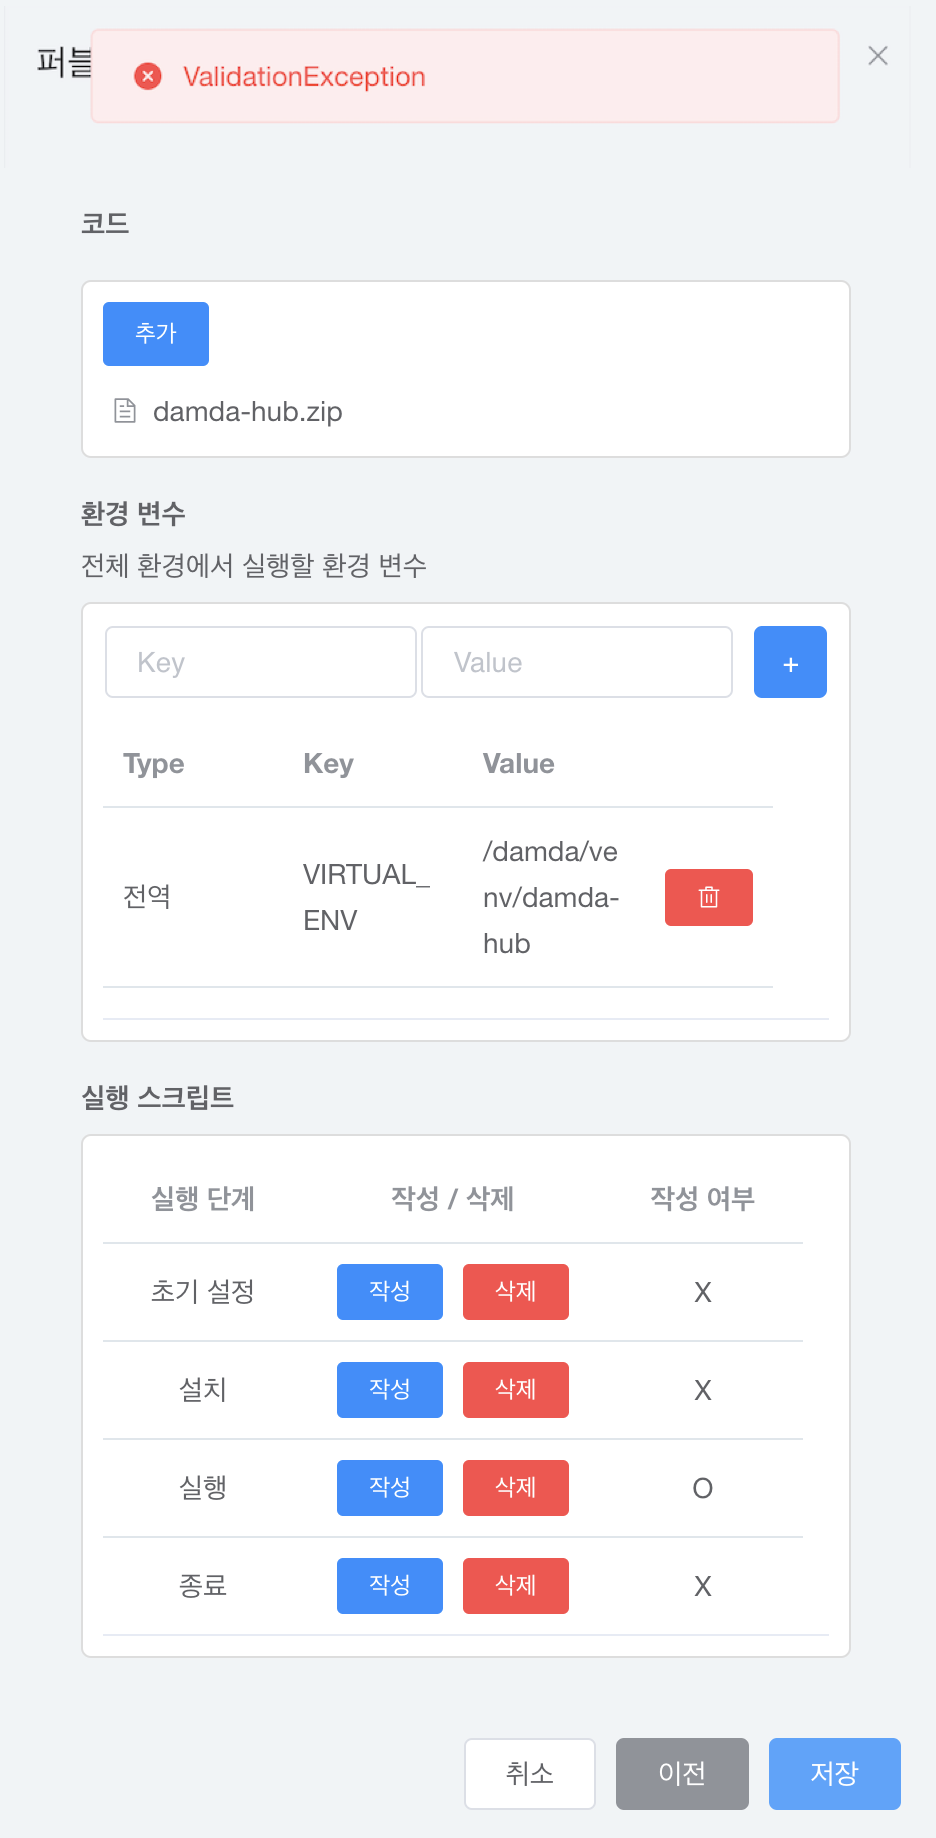 퍼블
ValidationException
코드
추가
damda-hub.zip
환경 변수
전체 환경에서 실행할 환경 변수
Key Value +
Type Key Value
전역 VIRTUAL_ENV /damda/venv/damda-hub
실행 스크립트
실행 단계 작성 / 삭제 작성 여부
초기 설정 작성 삭제 X
설치 작성 삭제 X
실행 작성 삭제 O
종료 작성 삭제 X
취소 이전 저장